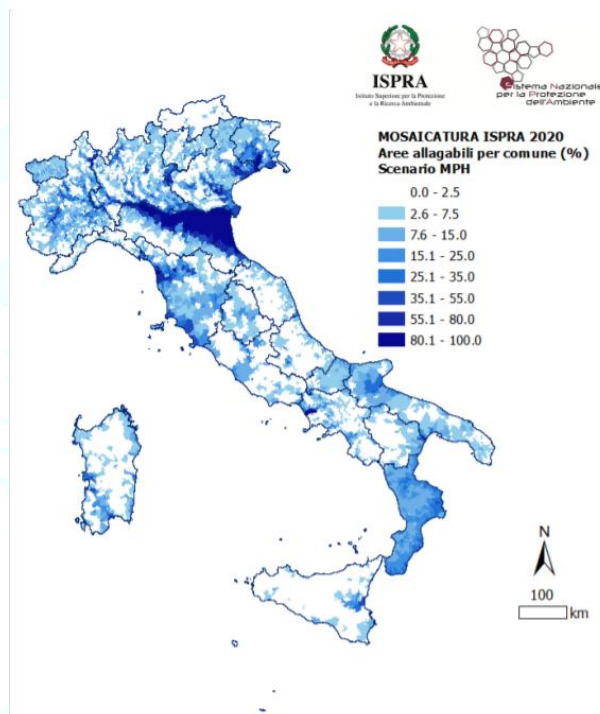 ISPRA
Istituto Superiore per la Protezione
e la Ricerca Ambientale
Sistema Nazionale
per la Protezione
dell'Ambiente
MOSAICATURA ISPRA 2020
Aree allagabili per comune (%)
Scenario MPH
0.0 - 2.5
2.6 - 7.5
7.6 - 15.0
15.1 - 25.0
25.1 - 35.0
35.1 - 55.0
55.1 - 80.0
80.1 - 100.0
N
100
km